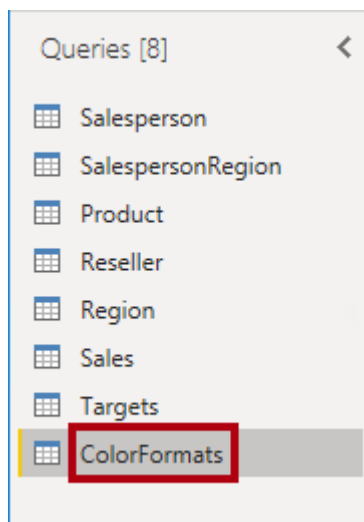 Queries [8]
Salesperson
SalespersonRegion
Product
Reseller
Region
Sales
Targets
ColorFormats